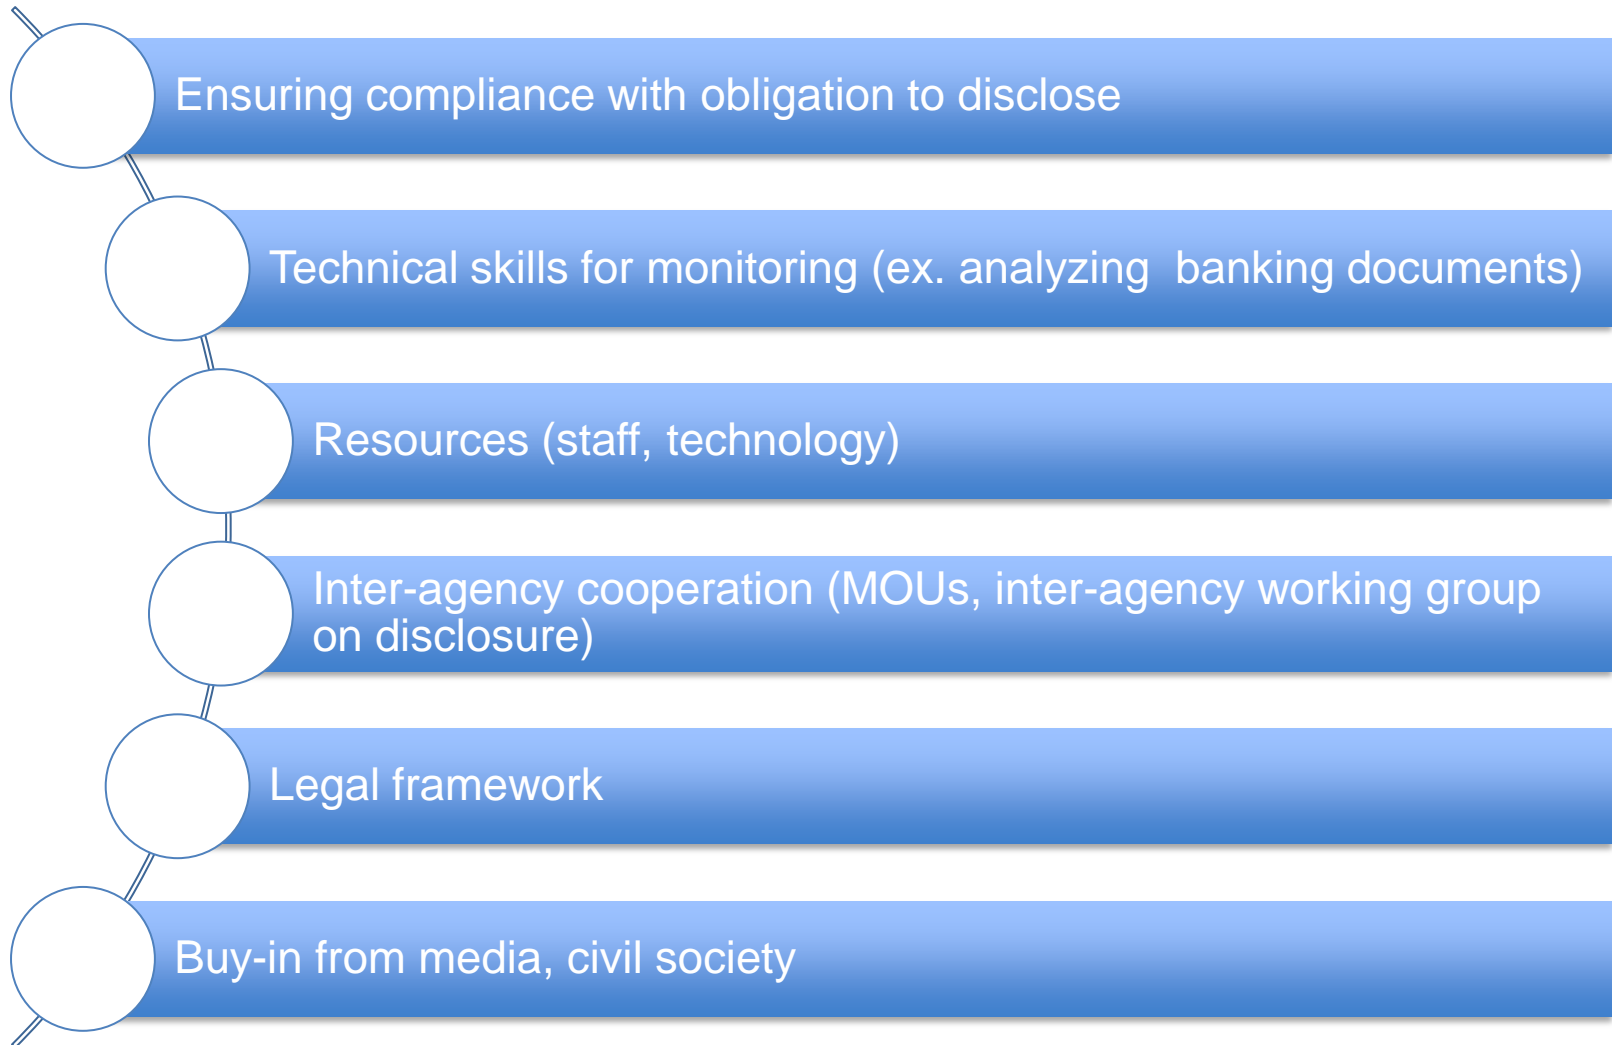 Ensuring compliance with obligation to disclose
Technical skills for monitoring (ex. analyzing  banking documents)
Resources (staff, technology)
Inter-agency cooperation (MOUs, inter-agency working group
on disclosure)
Legal framework
Buy-in from media, civil society